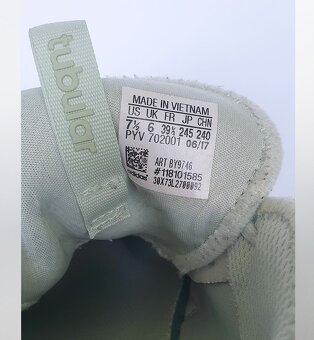 tubular
MADE IN VIETNAM
US UK FR JP CHN
7½ 6 39⅓ 245 240
PYV 702001 06/17
ART BY9746
#118101585
adidas
30X73L2700092